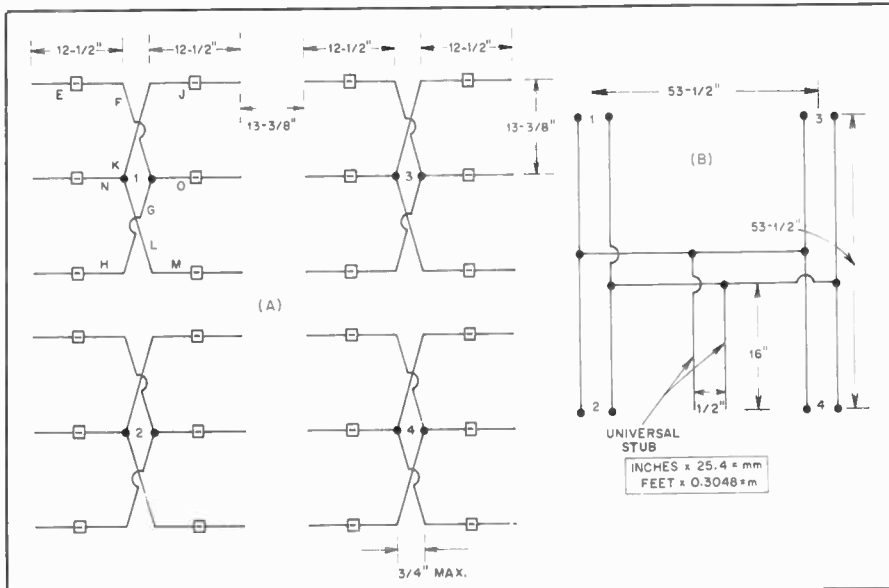 12-1/2" 12-1/2" 12-1/2" 12-1/2"
53-1/2"
E F J
13-3/8"
13-3/8"
1 3
(B)
K
N 1 O
3
G
53-1/2"
L
H M
(A)
16"
2 4
1/2"
2 4
UNIVERSAL
STUB
INCHES x 25.4 = mm
FEET x 0.3048 = m
3/4" MAX.